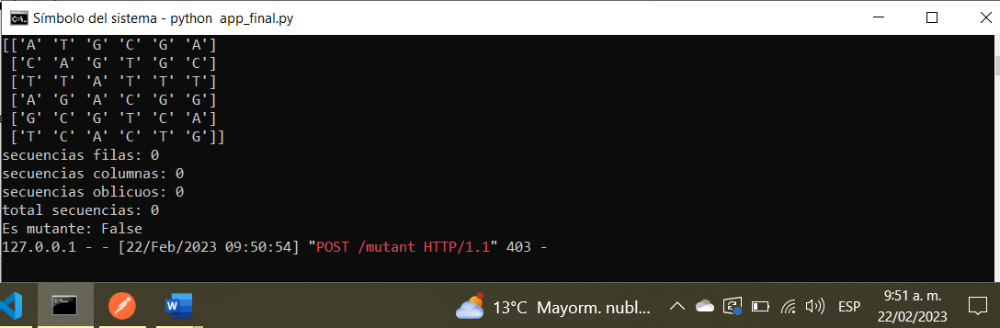 Símbolo del sistema - python  app_final.py
[['A' 'T' 'G' 'C' 'G' 'A']
 ['C' 'A' 'G' 'T' 'G' 'C']
 ['T' 'T' 'A' 'T' 'T' 'T']
 ['A' 'G' 'A' 'C' 'G' 'G']
 ['G' 'C' 'G' 'T' 'C' 'A']
 ['T' 'C' 'A' 'C' 'T' 'G']]
secuencias filas: 0
secuencias columnas: 0
secuencias oblicuos: 0
total secuencias: 0
Es mutante: False
127.0.0.1 - - [22/Feb/2023 09:50:54] "POST /mutant HTTP/1.1" 403 -
13°C Mayorm. nubl... ESP 9:51 a. m.
22/02/2023